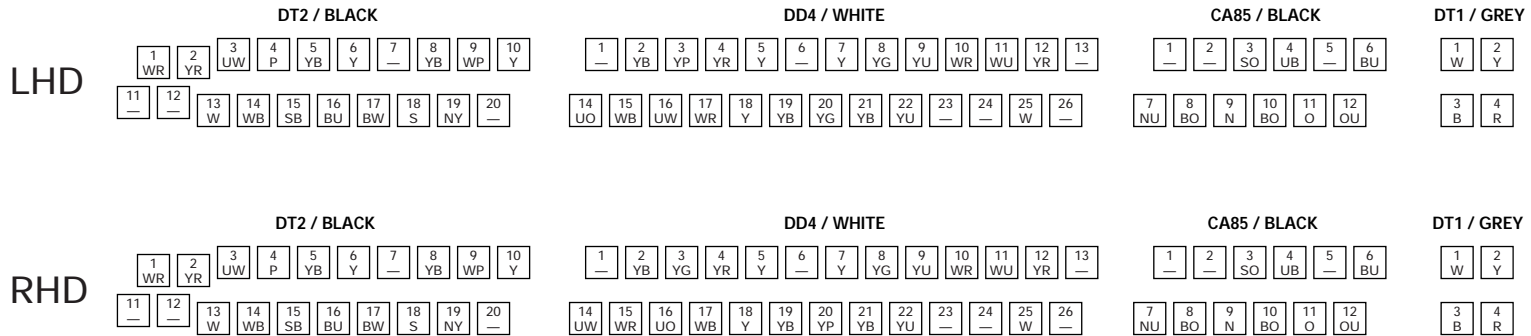 DT2 / BLACK DD4 / WHITE CA85 / BLACK DT1 / GREY
LHD
1 2 3 4 5 6 7 8 9 10 1 2 3 4 5 6 7 8 9 10 11 12 13 1 2 3 4 5 6 1 2
WR YR UW P YB Y — YB WP Y — YB YP YR Y — Y YG YU WR WU YR — — — SO UB — BU W Y
11 12 13 14 15 16 17 18 19 20 14 15 16 17 18 19 20 21 22 23 24 25 26 7 8 9 10 11 12 3 4
— — W WB SB BU BW S NY — UO WB UW WR Y YB YG YB YU — — W — NU BO N BO O OU B R
DT2 / BLACK DD4 / WHITE CA85 / BLACK DT1 / GREY
RHD
1 2 3 4 5 6 7 8 9 10 1 2 3 4 5 6 7 8 9 10 11 12 13 1 2 3 4 5 6 1 2
WR YR UW P YB Y — YB WP Y — YB YG YR Y — Y YG YU WR WU YR — — — SO UB — BU W Y
11 12 13 14 15 16 17 18 19 20 14 15 16 17 18 19 20 21 22 23 24 25 26 7 8 9 10 11 12 3 4
— — W WB SB BU BW S NY — UW WR UO WB Y YB YP YB YU — — W — NU BO N BO O OU B R